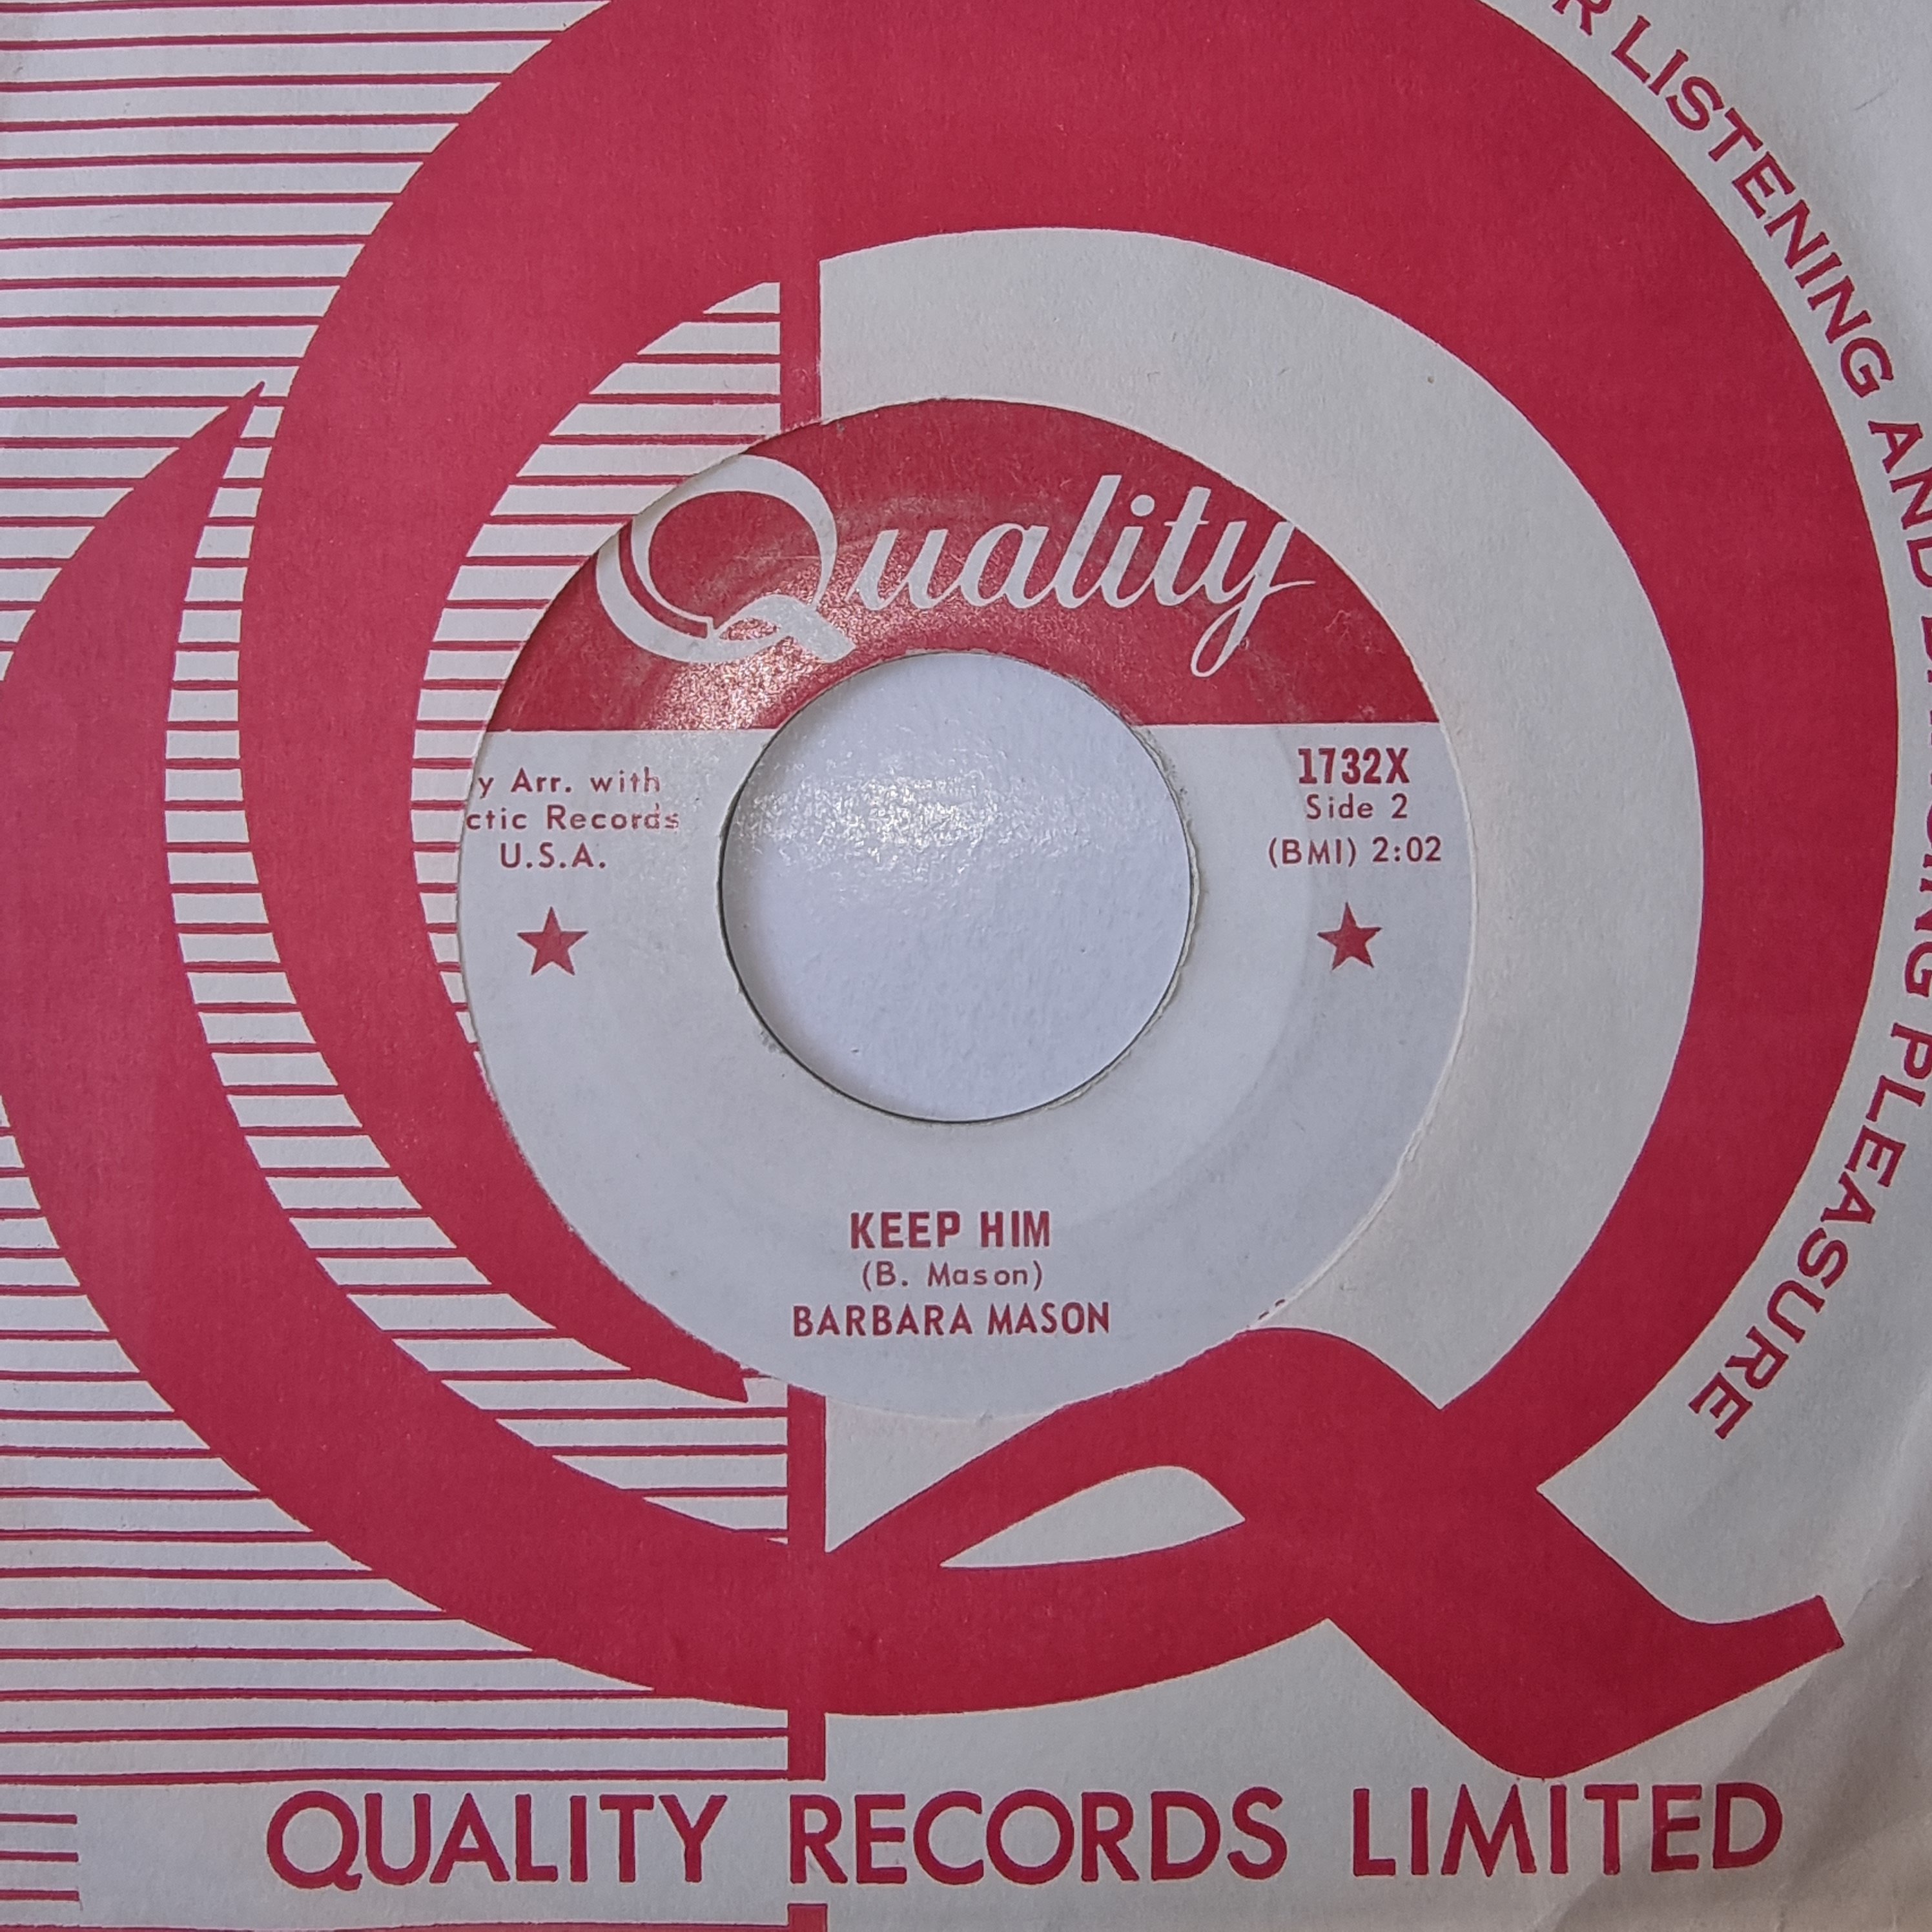 LISTENING AND PLEASURE
Quality
y Arr. with
ctic Records
U.S.A.
1732X
Side 2
(BMI) 2:02
KEEP HIM
(B. Mason)
BARBARA MASON
QUALITY RECORDS LIMITED